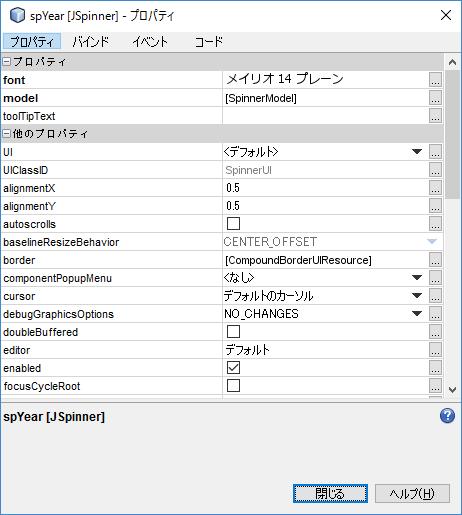 spYear [JSpinner] - プロパティ
プロパティ バインド イベント コード
プロパティ
font メイリオ 14 プレーン ...
model [SpinnerModel] ...
toolTipText ...
他のプロパティ
UI <デフォルト> ...
UIClassID SpinnerUI ...
alignmentX 0.5 ...
alignmentY 0.5 ...
autoscrolls ...
baselineResizeBehavior CENTER_OFFSET ...
border [CompoundBorderUIResource] ...
componentPopupMenu <なし> ...
cursor デフォルトのカーソル ...
debugGraphicsOptions NO_CHANGES ...
doubleBuffered ...
editor デフォルト ...
enabled ...
focusCycleRoot ...
spYear [JSpinner] ?
閉じる ヘルプ(H)